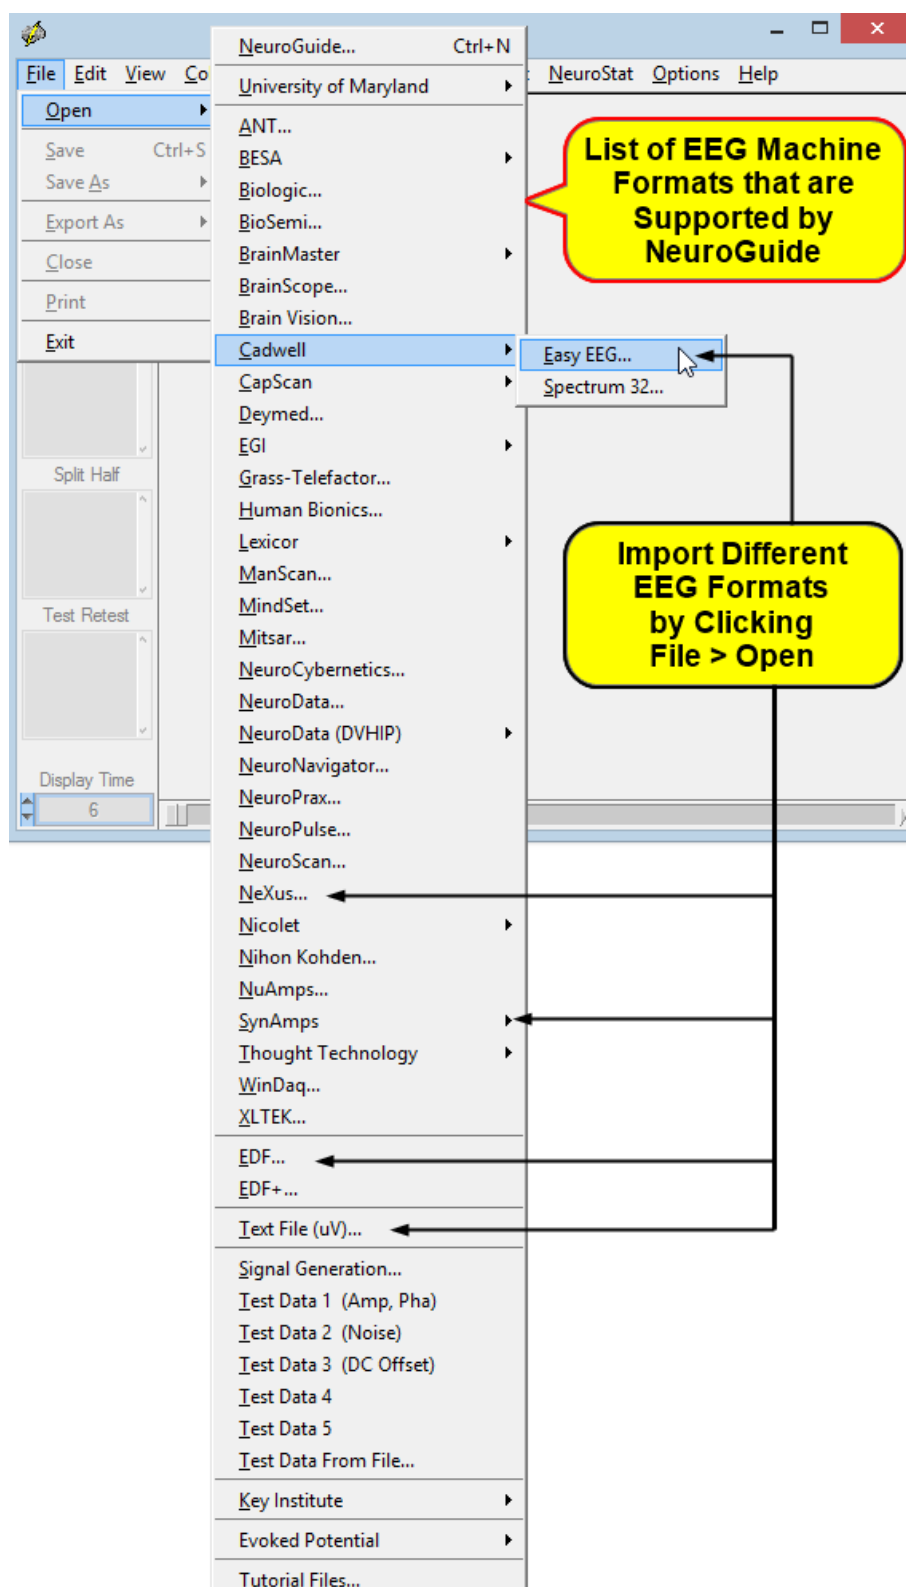 File Edit View Co
NeuroStat Options Help
Open
Save Ctrl+S
Save As
Export As
Close
Print
Exit
Split Half
Test Retest
Display Time
6
NeuroGuide... Ctrl+N
University of Maryland
ANT...
BESA
Biologic...
BioSemi...
BrainMaster
BrainScope...
Brain Vision...
Cadwell
CapScan
Deymed...
EGI
Grass-Telefactor...
Human Bionics...
Lexicor
ManScan...
MindSet...
Mitsar...
NeuroCybernetics...
NeuroData...
NeuroData (DVHIP)
NeuroNavigator...
NeuroPrax...
NeuroPulse...
NeuroScan...
NeXus...
Nicolet
Nihon Kohden...
NuAmps...
SynAmps
Thought Technology
WinDaq...
XLTEK...
EDF...
EDF+...
Text File (uV)...
Signal Generation...
Test Data 1 (Amp, Pha)
Test Data 2 (Noise)
Test Data 3 (DC Offset)
Test Data 4
Test Data 5
Test Data From File...
Key Institute
Evoked Potential
Tutorial Files...
Easy EEG...
Spectrum 32...
List of EEG Machine
Formats that are
Supported by
NeuroGuide
Import Different
EEG Formats
by Clicking
File > Open